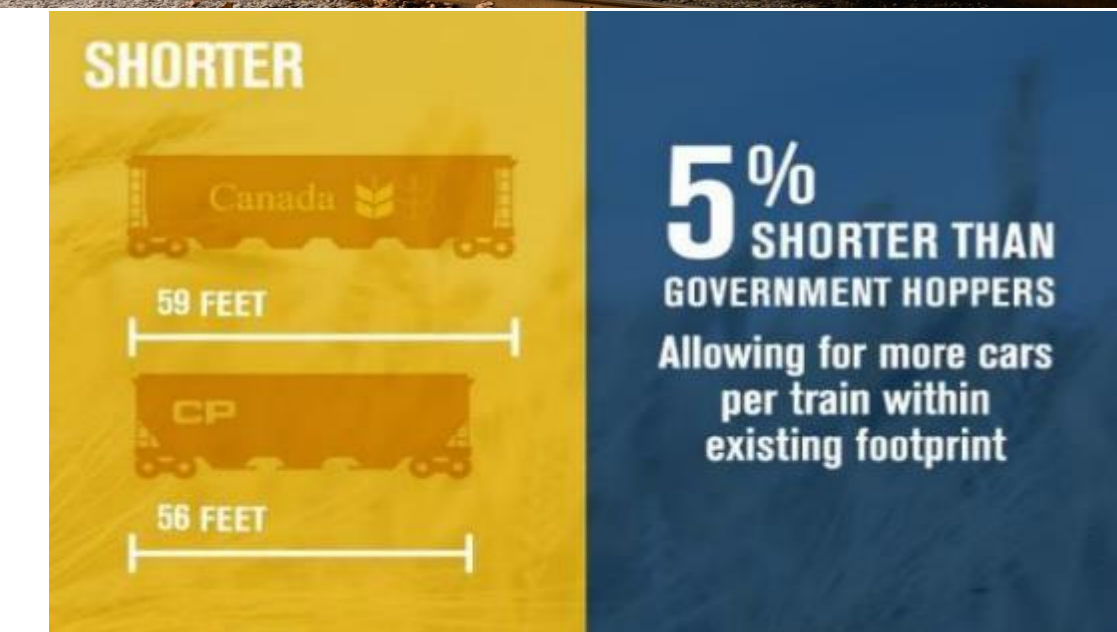 SHORTER
Canada
59 FEET
CP
56 FEET
5%
SHORTER THAN
GOVERNMENT HOPPERS
Allowing for more cars
per train within
existing footprint